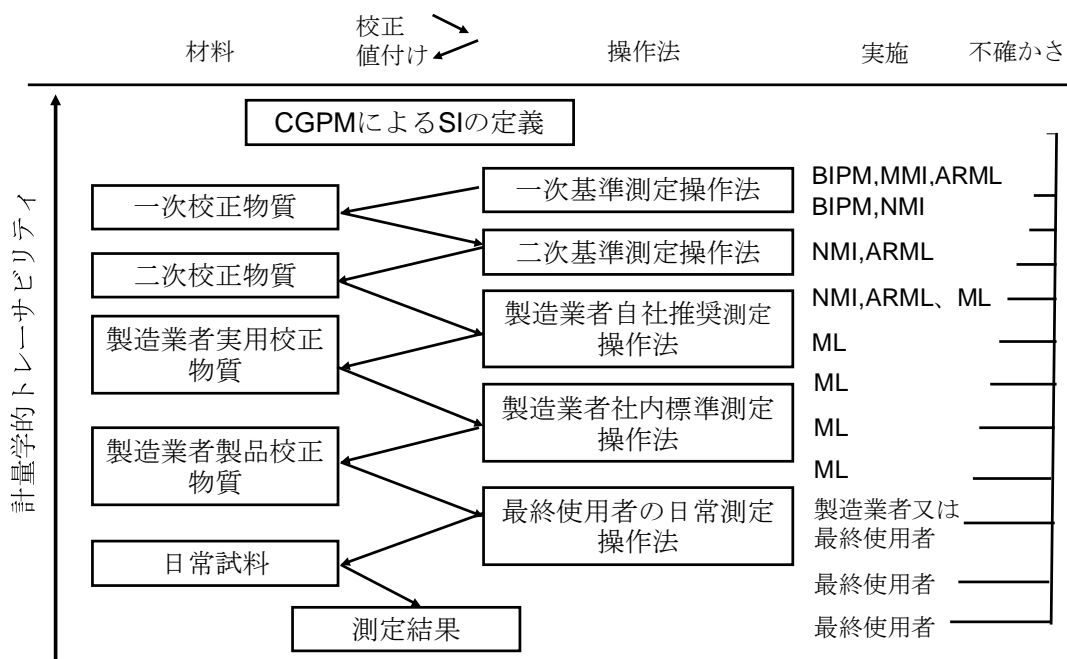 校正
値付け
材料
操作法
実施
不確かさ
計量学的トレーサビリティ
CGPMによるSIの定義
一次基準測定操作法
BIPM,MMI,ARML
一次校正物質
BIPM,NMI
二次基準測定操作法
NMI,ARML
二次校正物質
NMI,ARML、ML
製造業者自社推奨測定
操作法
製造業者実用校正
物質
ML
ML
製造業者社内標準測定
操作法
ML
製造業者製品校正
物質
ML
最終使用者の日常測定
操作法
製造業者又は
最終使用者
日常試料
最終使用者
測定結果
最終使用者